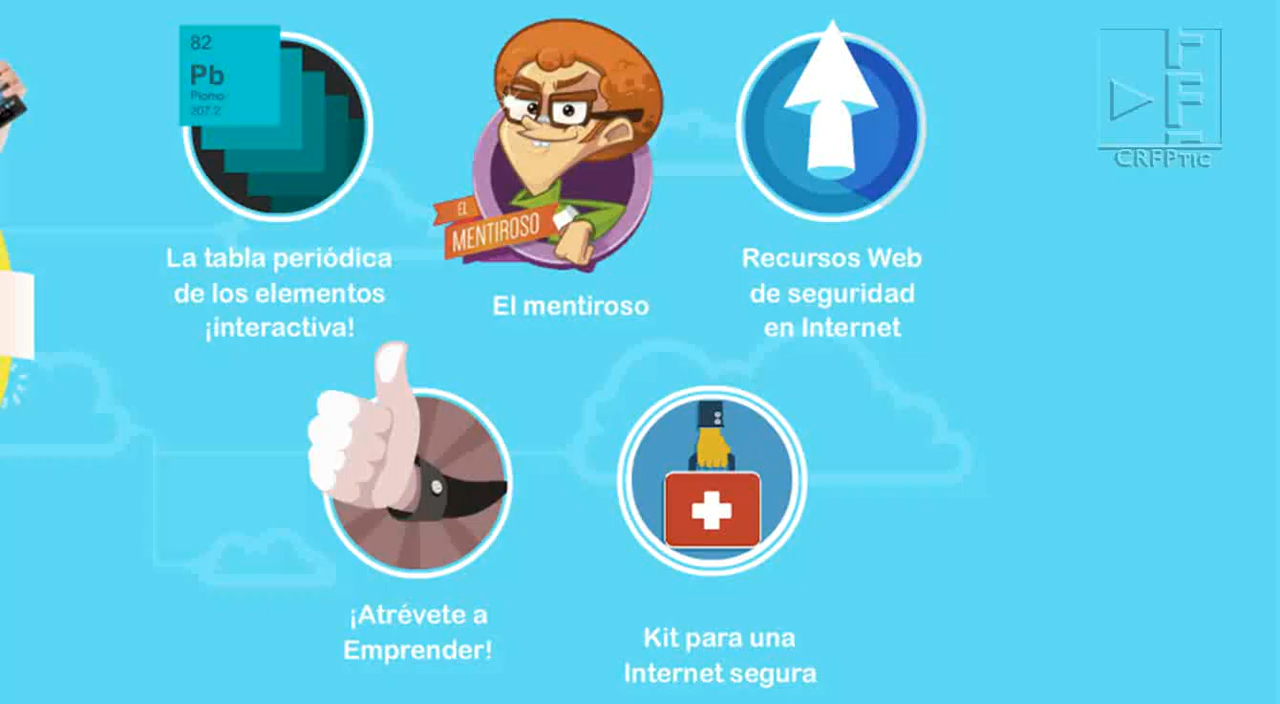 82
Pb
Plomo
207.2
EL
MENTIROSO
La tabla periódica
de los elementos
¡interactiva!
El mentiroso
Recursos Web
de seguridad
en Internet
¡Atrévete a
Emprender!
Kit para una
Internet segura
CRFPTIC